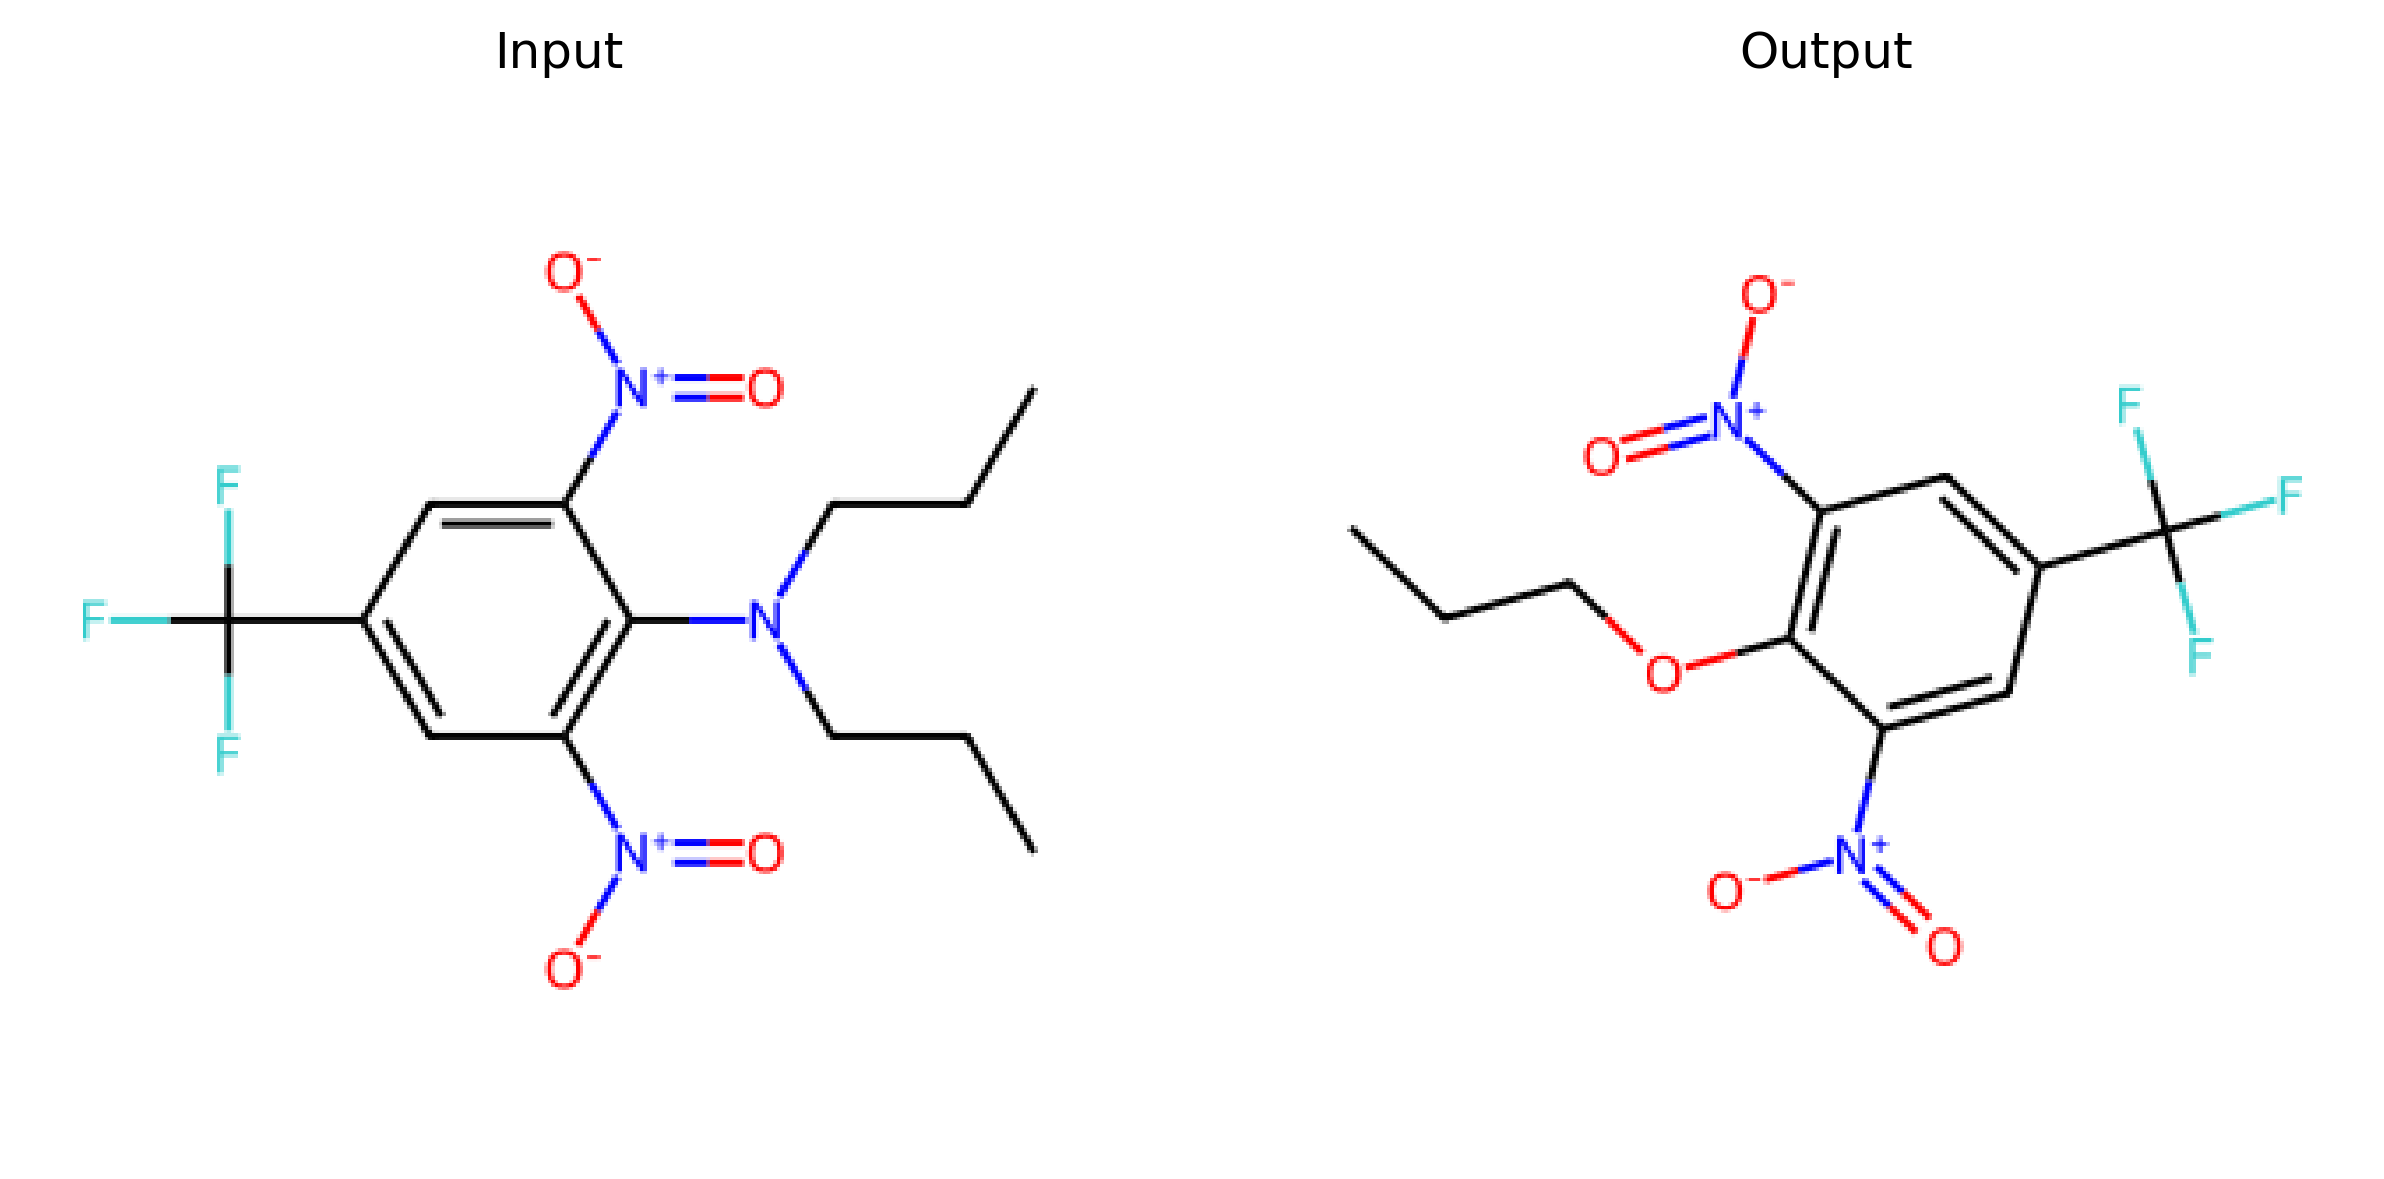 Input Output
O⁻ O⁻
N⁺ O F
O N⁺ F
F O
F N F
F O
N⁺ O N⁺
O⁻ O⁻ O